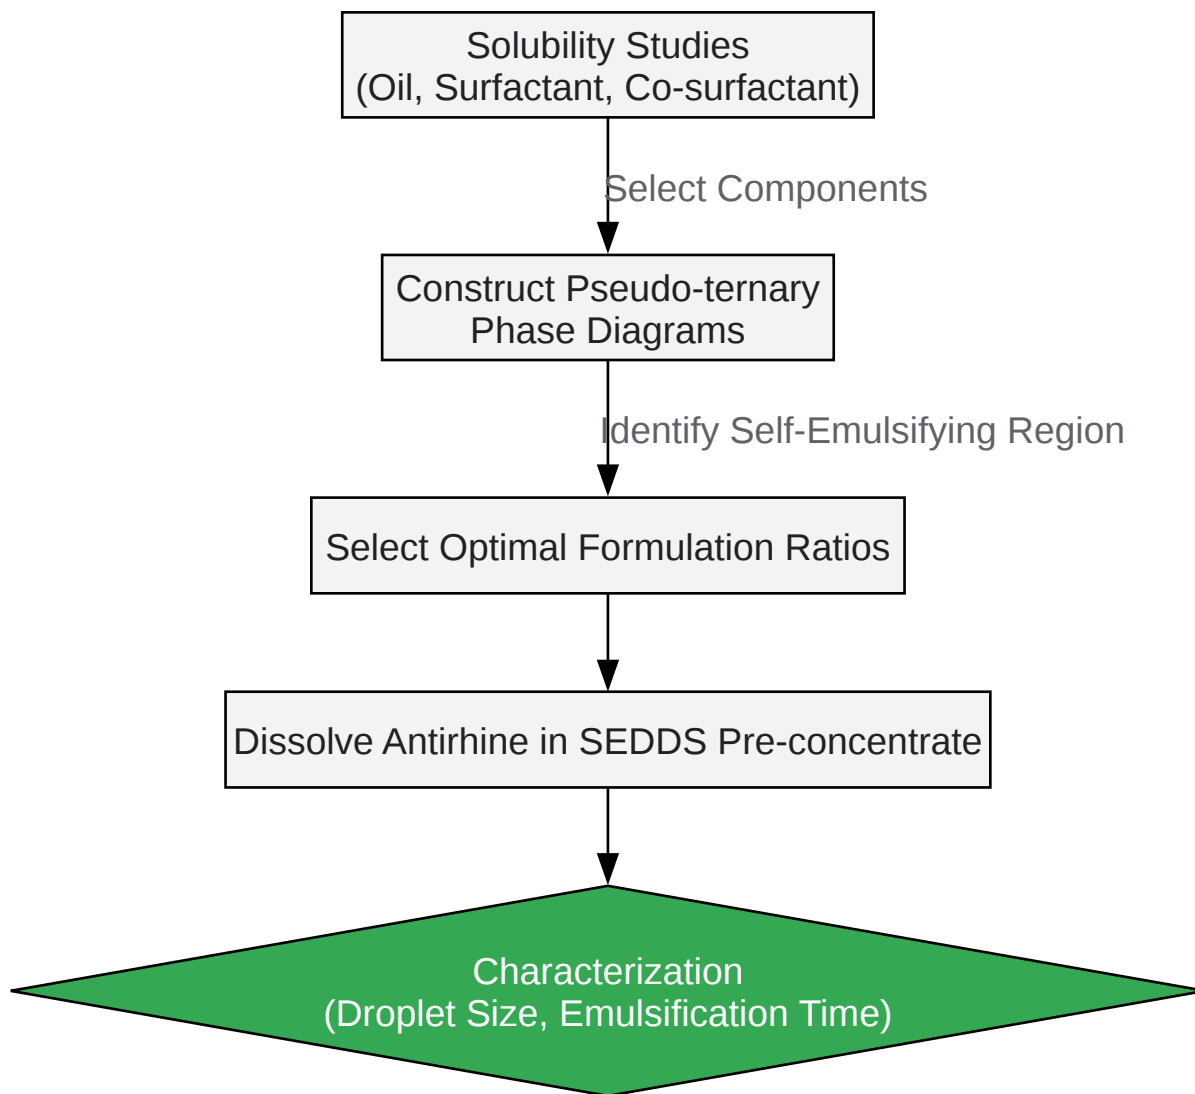 Solubility Studies
(Oil, Surfactant, Co-surfactant)
Select Components
Construct Pseudo-ternary
Phase Diagrams
Identify Self-Emulsifying Region
Select Optimal Formulation Ratios
Dissolve Antirhine in SEDDS Pre-concentrate
Characterization
(Droplet Size, Emulsification Time)